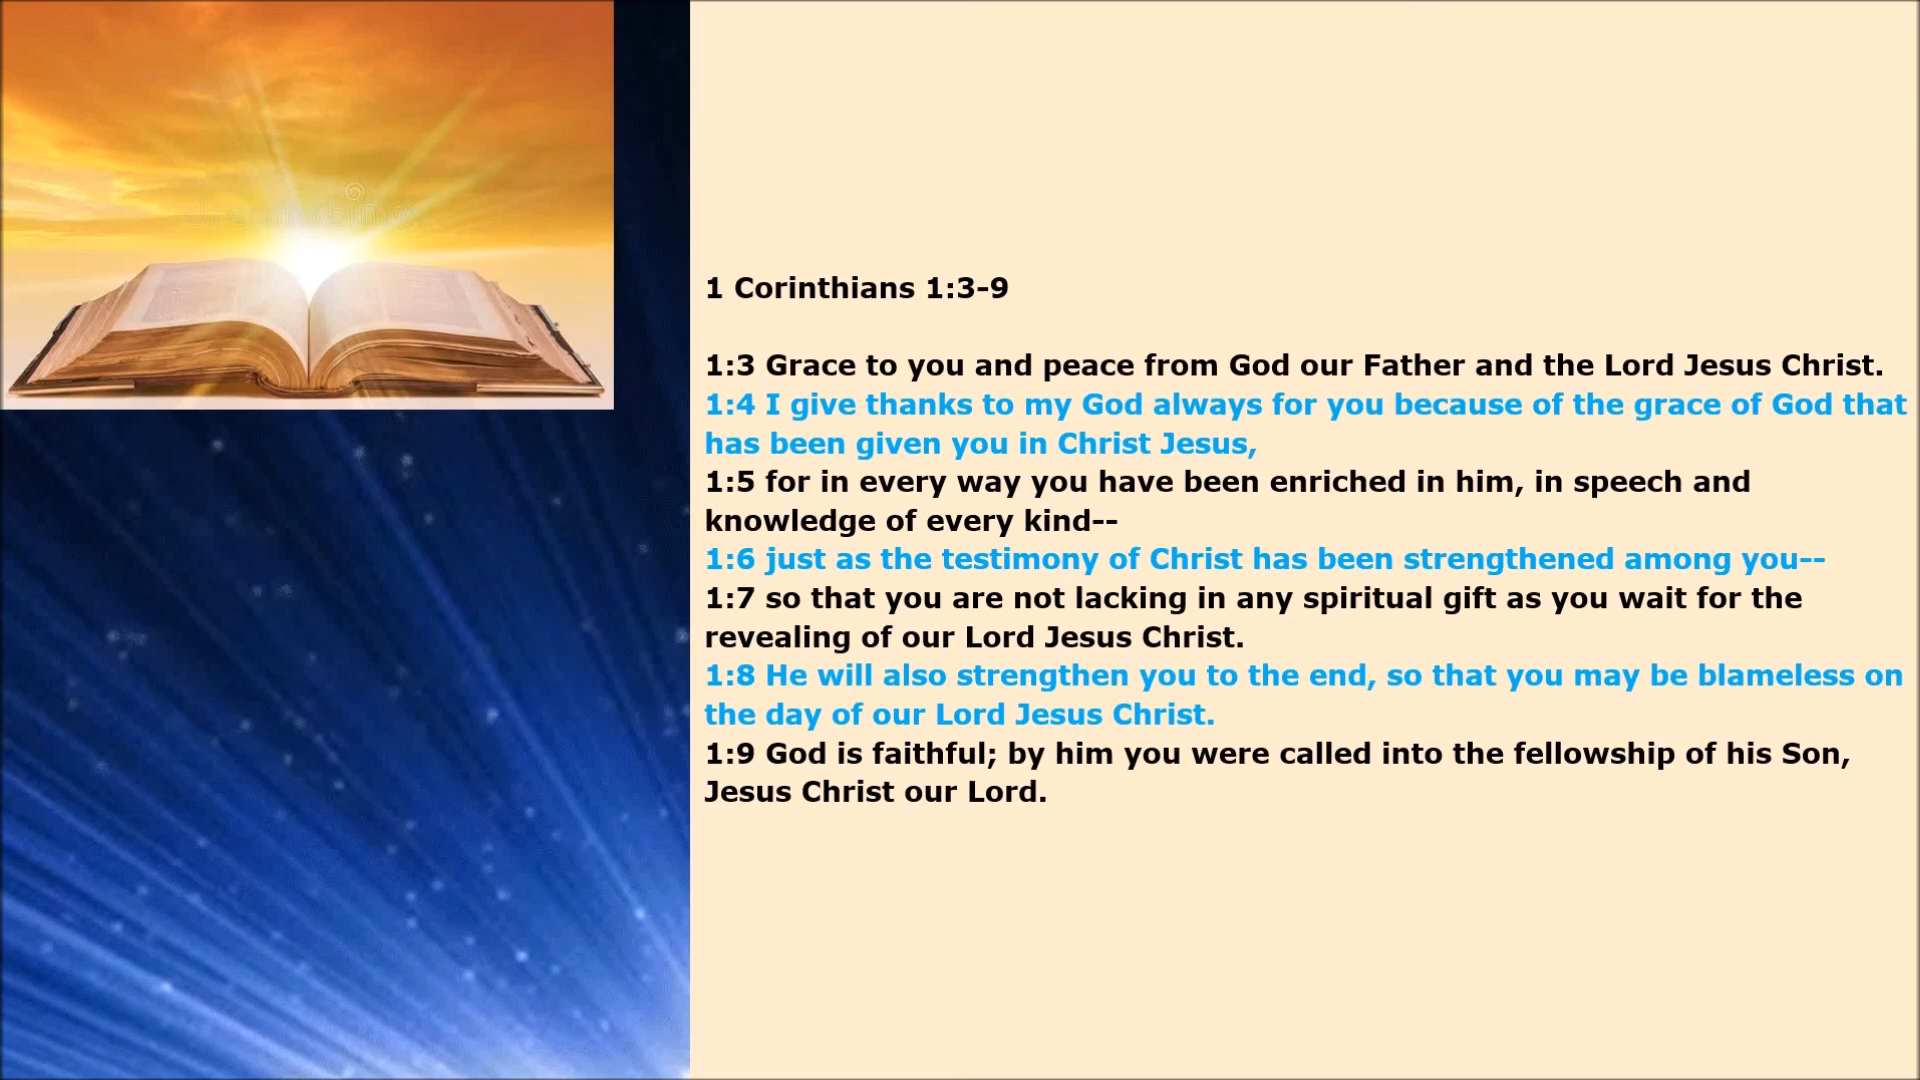 1 Corinthians 1:3-9
1:3 Grace to you and peace from God our Father and the Lord Jesus Christ.
1:4 I give thanks to my God always for you because of the grace of God that
has been given you in Christ Jesus,
1:5 for in every way you have been enriched in him, in speech and
knowledge of every kind--
1:6 just as the testimony of Christ has been strengthened among you--
1:7 so that you are not lacking in any spiritual gift as you wait for the
revealing of our Lord Jesus Christ.
1:8 He will also strengthen you to the end, so that you may be blameless on
the day of our Lord Jesus Christ.
1:9 God is faithful; by him you were called into the fellowship of his Son,
Jesus Christ our Lord.